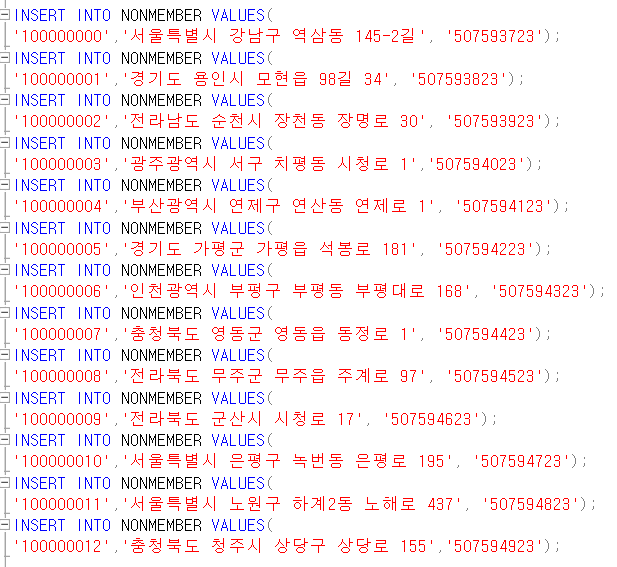 INSERT INTO NONMEMBER VALUES(
'100000000','서울특별시 강남구 역삼동 145-2길', '507593723');
INSERT INTO NONMEMBER VALUES(
'100000001','경기도 용인시 모현읍 98길 34', '507593823');
INSERT INTO NONMEMBER VALUES(
'100000002','전라남도 순천시 장천동 장명로 30', '507593923');
INSERT INTO NONMEMBER VALUES(
'100000003','광주광역시 서구 치평동 시청로 1','507594023');
INSERT INTO NONMEMBER VALUES(
'100000004','부산광역시 연제구 연산동 연제로 1', '507594123');
INSERT INTO NONMEMBER VALUES(
'100000005','경기도 가평군 가평읍 석봉로 181', '507594223');
INSERT INTO NONMEMBER VALUES(
'100000006','인천광역시 부펑구 부평동 부평대로 168', '507594323');
INSERT INTO NONMEMBER VALUES(
'100000007','충청북도 영동군 영동읍 동정로 1', '507594423');
INSERT INTO NONMEMBER VALUES(
'100000008','전라북도 무주군 무주읍 주계로 97', '507594523');
INSERT INTO NONMEMBER VALUES(
'100000009','전라북도 군산시 시청로 17', '507594623');
INSERT INTO NONMEMBER VALUES(
'100000010','서울특별시 은평구 녹번동 은평로 195', '507594723');
INSERT INTO NONMEMBER VALUES(
'100000011','서울특별시 노원구 하계2동 노해로 437', '507594823');
INSERT INTO NONMEMBER VALUES(
'100000012','충청북도 청주시 상당구 상당로 155','507594923');